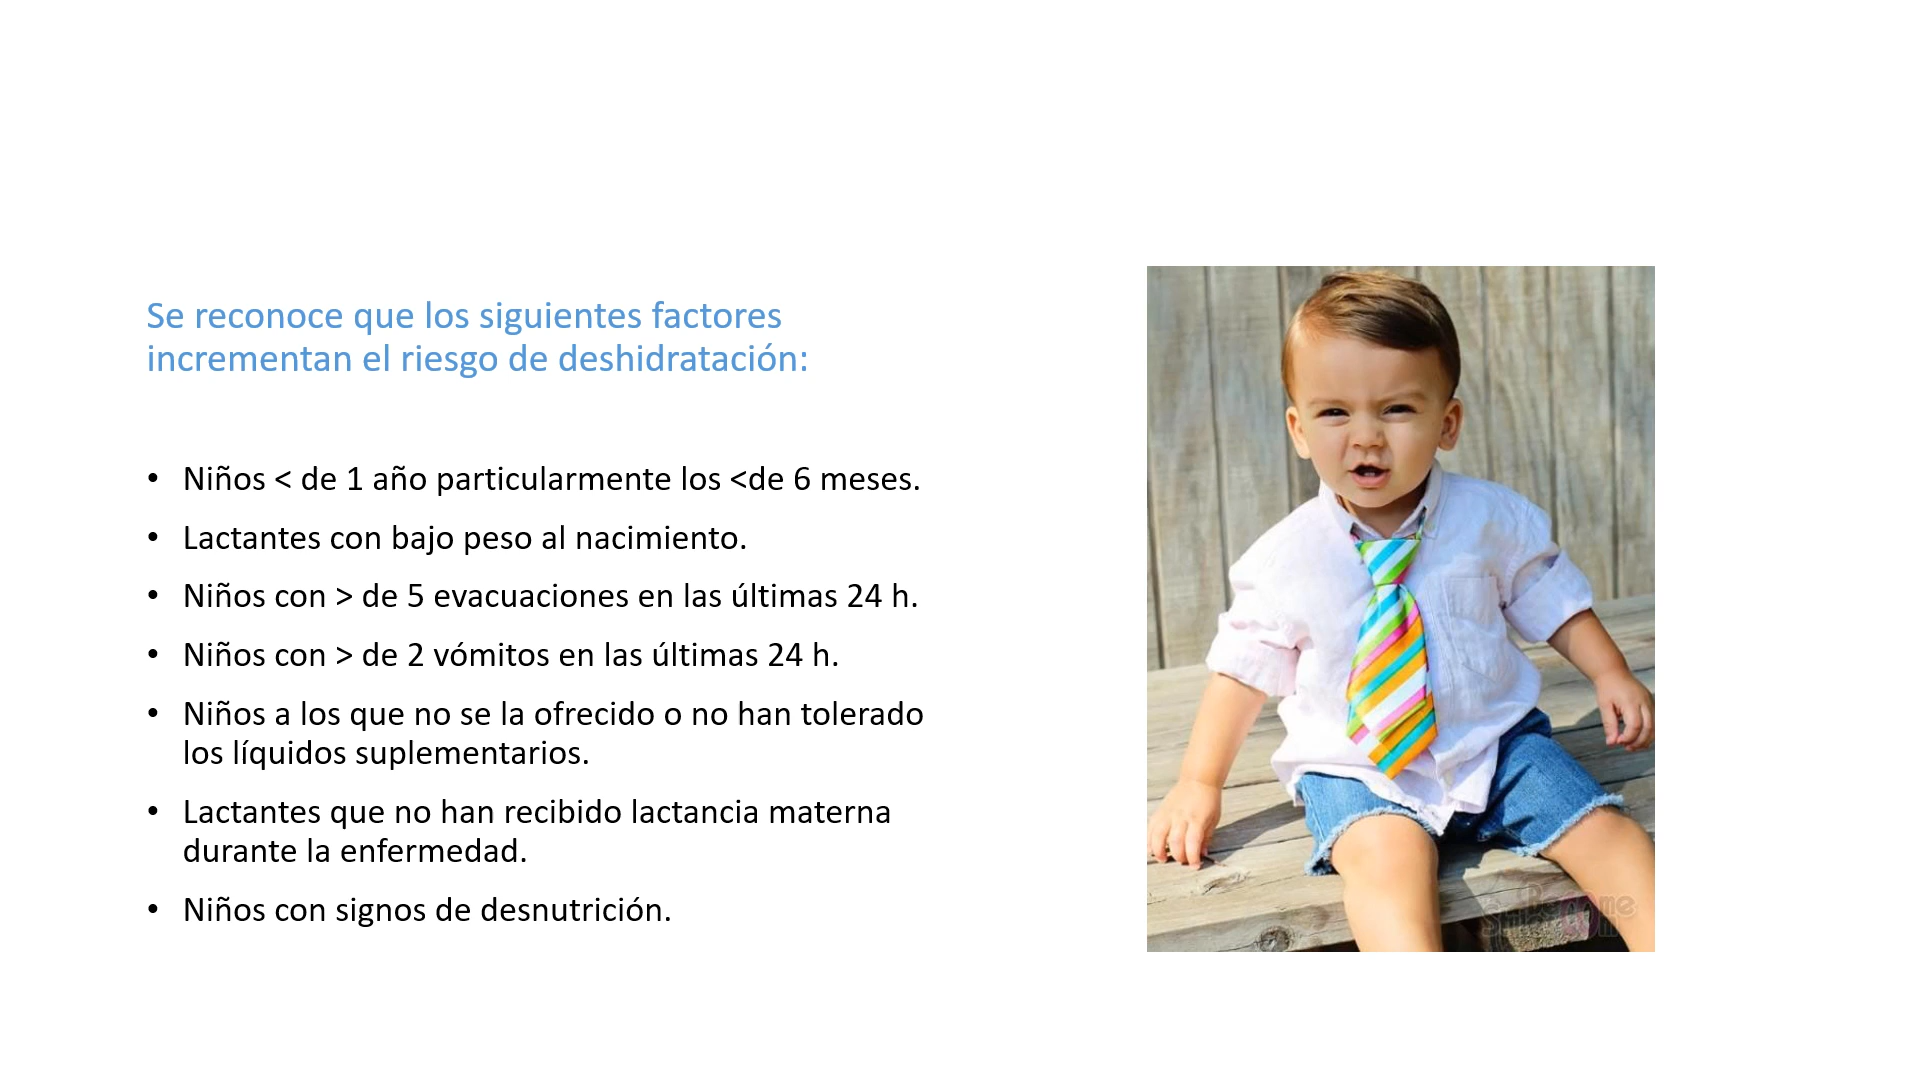 Se reconoce que los siguientes factores
incrementan el riesgo de deshidratación:
• Niños < de 1 año particularmente los <de 6 meses.
• Lactantes con bajo peso al nacimiento.
• Niños con > de 5 evacuaciones en las últimas 24 h.
• Niños con > de 2 vómitos en las últimas 24 h.
• Niños a los que no se la ofrecido o no han tolerado
los líquidos suplementarios.
• Lactantes que no han recibido lactancia materna
durante la enfermedad.
• Niños con signos de desnutrición.